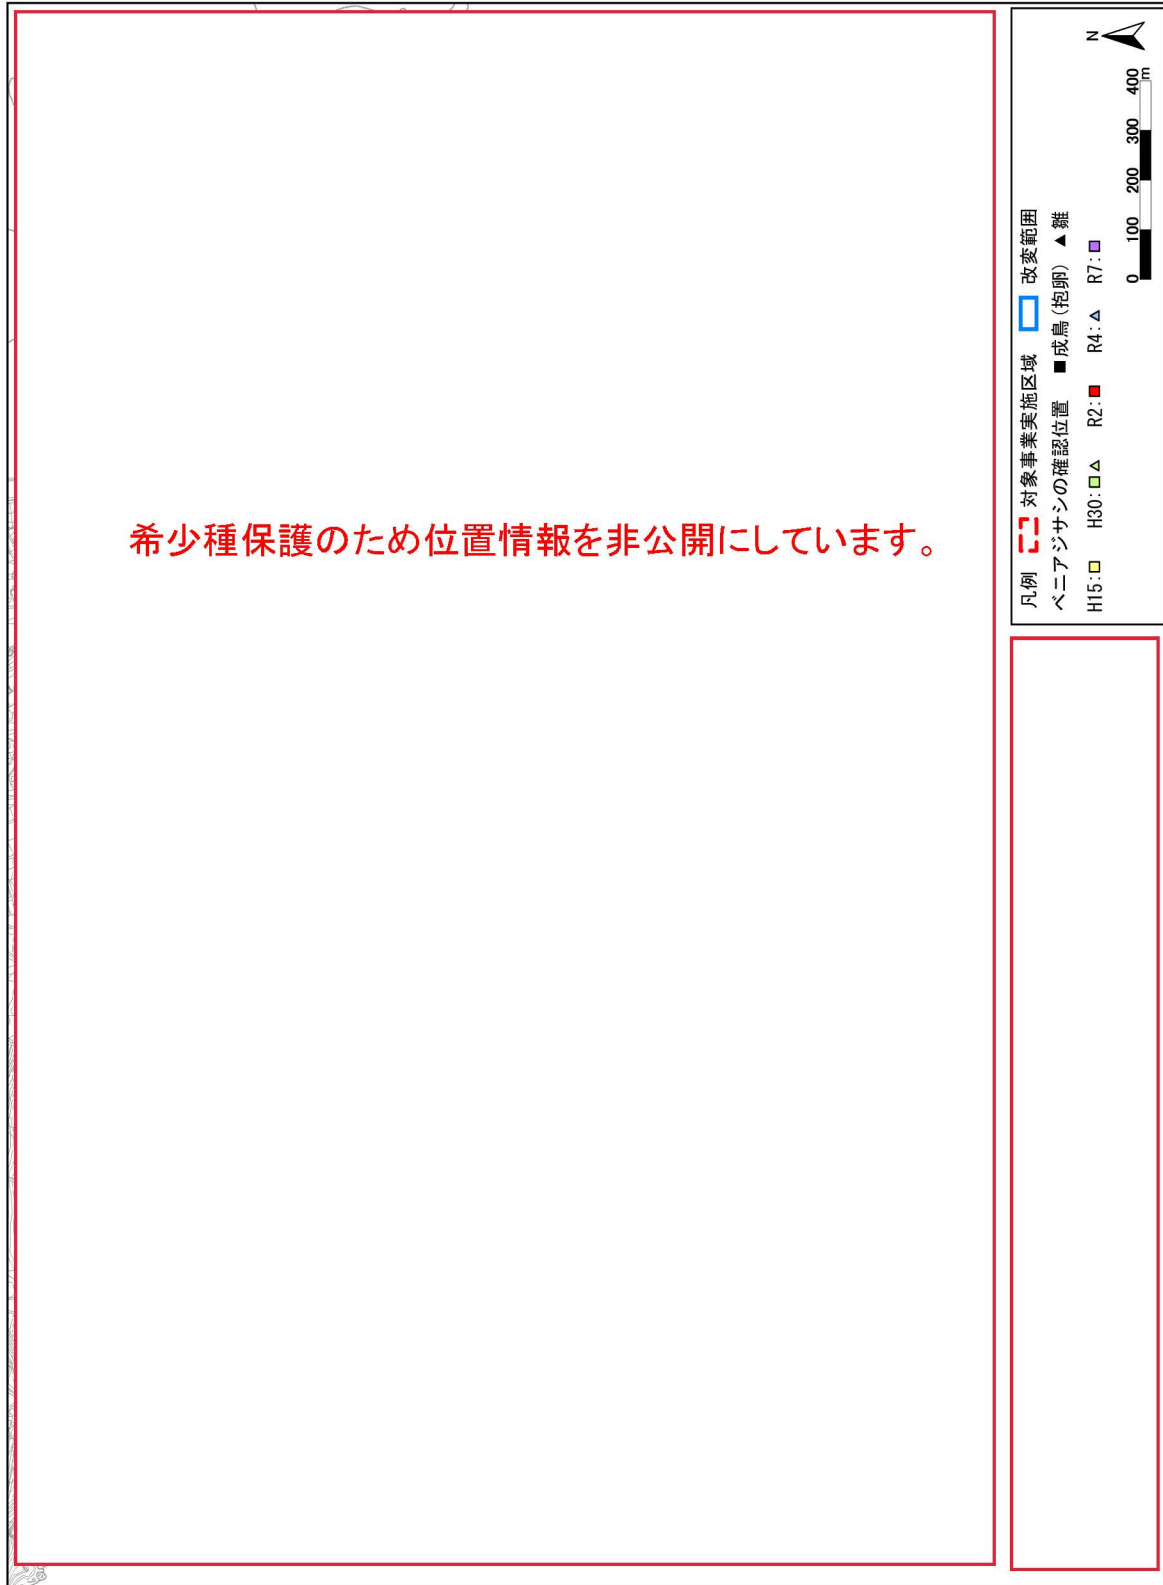 希少種保護のため位置情報を非公開にしています。
凡例 対象事業実施区域 改変範囲
ベニアジサシの確認位置 ■成鳥(抱卵) ▲雛
H15:□ H30:□△ R2:■ R4:▲ R7:■
0 100 200 300 400 m
N